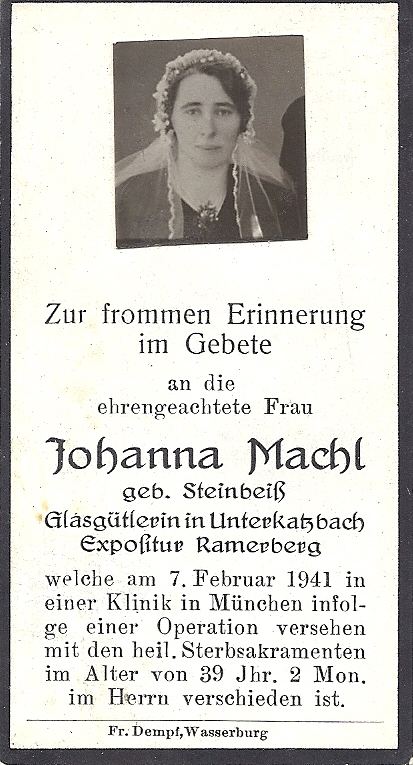 Zur frommen Erinnerung
im Gebete
an die
ehrengeachtete Frau
Johanna Machl
geb. Steinbeiß
Glasgütlerin in Unterkatzbach
Expositur Ramerberg
welche am 7. Februar 1941 in
einer Klinik in München infol-
ge einer Operation versehen
mit den heil. Sterbsakramenten
im Alter von 39 Jhr. 2 Mon.
im Herrn verschieden ist.
Fr. Dempf, Wasserburg